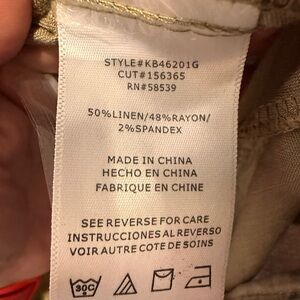 STYLE#KB46201G
CUT#156365
RN#58539
50%LINEN/48%RAYON/
2%SPANDEX
MADE IN CHINA
HECHO EN CHINA
FABRIQUE EN CHINE
SEE REVERSE FOR CARE
INSTRUCCIONES AL REVERSO
VOIR AUTRE COTE DE SOINS
30C